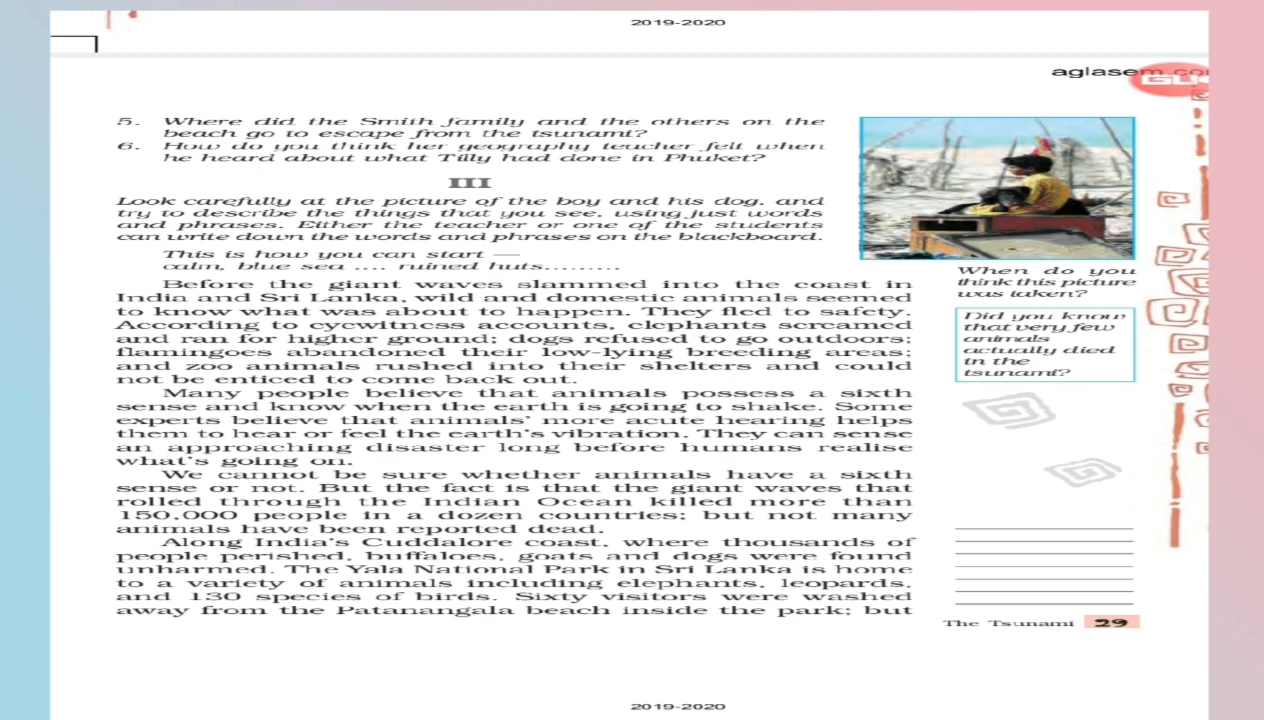 2019-2020
aglasem.co
5. Where did the Smith family and the others on the
beach go to escape from the tsunami?
6. How do you think her geography teacher felt when
he heard about what Tilly had done in Phuket?
III
Look carefully at the picture of the boy and his dog, and
try to describe the things that you see, using just words
and phrases. Either the teacher or one of the students
can write down the words and phrases on the blackboard.
This is how you can start —
calm, blue sea .... ruined huts.........
Before the giant waves slammed into the coast in
India and Sri Lanka, wild and domestic animals seemed
to know what was about to happen. They fled to safety.
According to eyewitness accounts, elephants screamed
and ran for higher ground; dogs refused to go outdoors;
flamingoes abandoned their low-lying breeding areas;
and zoo animals rushed into their shelters and could
not be enticed to come back out.
Many people believe that animals possess a sixth
sense and know when the earth is going to shake. Some
experts believe that animals' more acute hearing helps
them to hear or feel the earth's vibration. They can sense
an approaching disaster long before humans realise
what's going on.
We cannot be sure whether animals have a sixth
sense or not. But the fact is that the giant waves that
rolled through the Indian Ocean killed more than
150,000 people in a dozen countries; but not many
animals have been reported dead.
Along India's Cuddalore coast, where thousands of
people perished, buffaloes, goats and dogs were found
unharmed. The Yala National Park in Sri Lanka is home
to a variety of animals including elephants, leopards,
and 130 species of birds. Sixty visitors were washed
away from the Patanangala beach inside the park; but
When do you
think this picture
was taken?
Did you know
that very few
animals
actually died
in the
tsunami?
The Tsunami 29
2019-2020